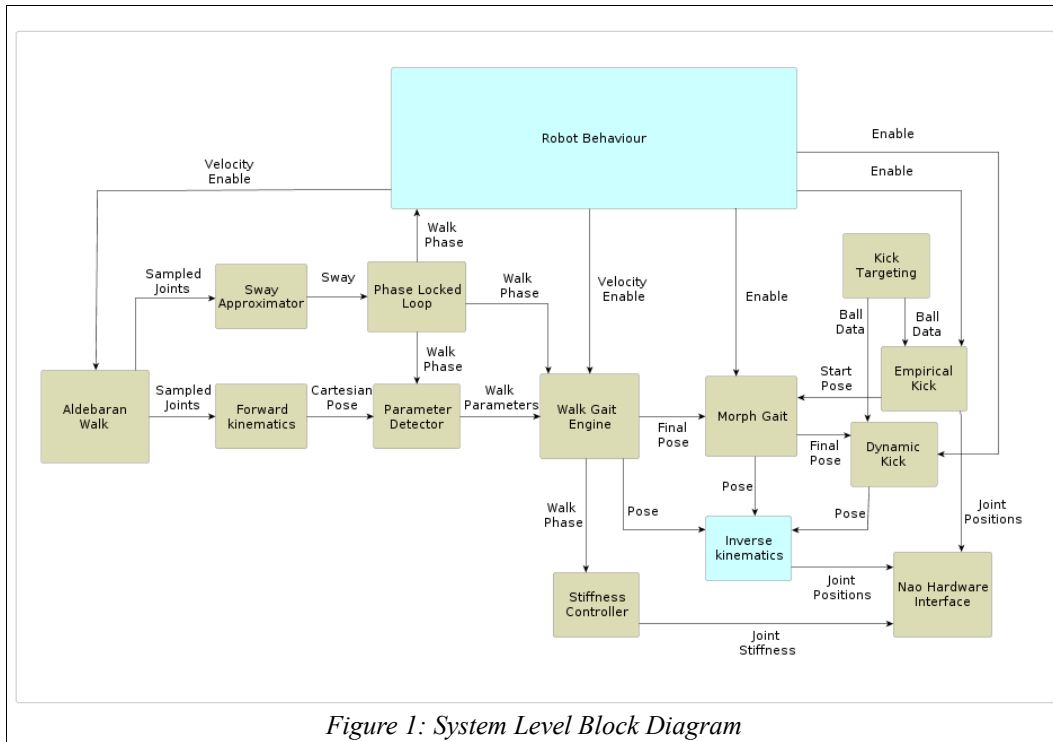 Robot Behaviour
Enable
Velocity
Enable
Enable
Walk
Phase
Kick
Targeting
Sampled
Joints
Sway
Approximator
Sway
Phase Locked
Loop
Walk
Phase
Velocity
Enable
Enable
Ball
Data
Ball
Data
Walk
Phase
Start
Pose
Empirical
Kick
Aldebaran
Walk
Sampled
Joints
Forward
kinematics
Cartesian
Pose
Parameter
Detector
Walk
Parameters
Walk Gait
Engine
Final
Pose
Morph Gait
Final
Pose
Dynamic
Kick
Walk
Phase
Pose
Pose
Pose
Joint
Positions
Inverse
kinematics
Joint
Positions
Nao Hardware
Interface
Stiffness
Controller
Joint
Stiffness
Figure 1: System Level Block Diagram